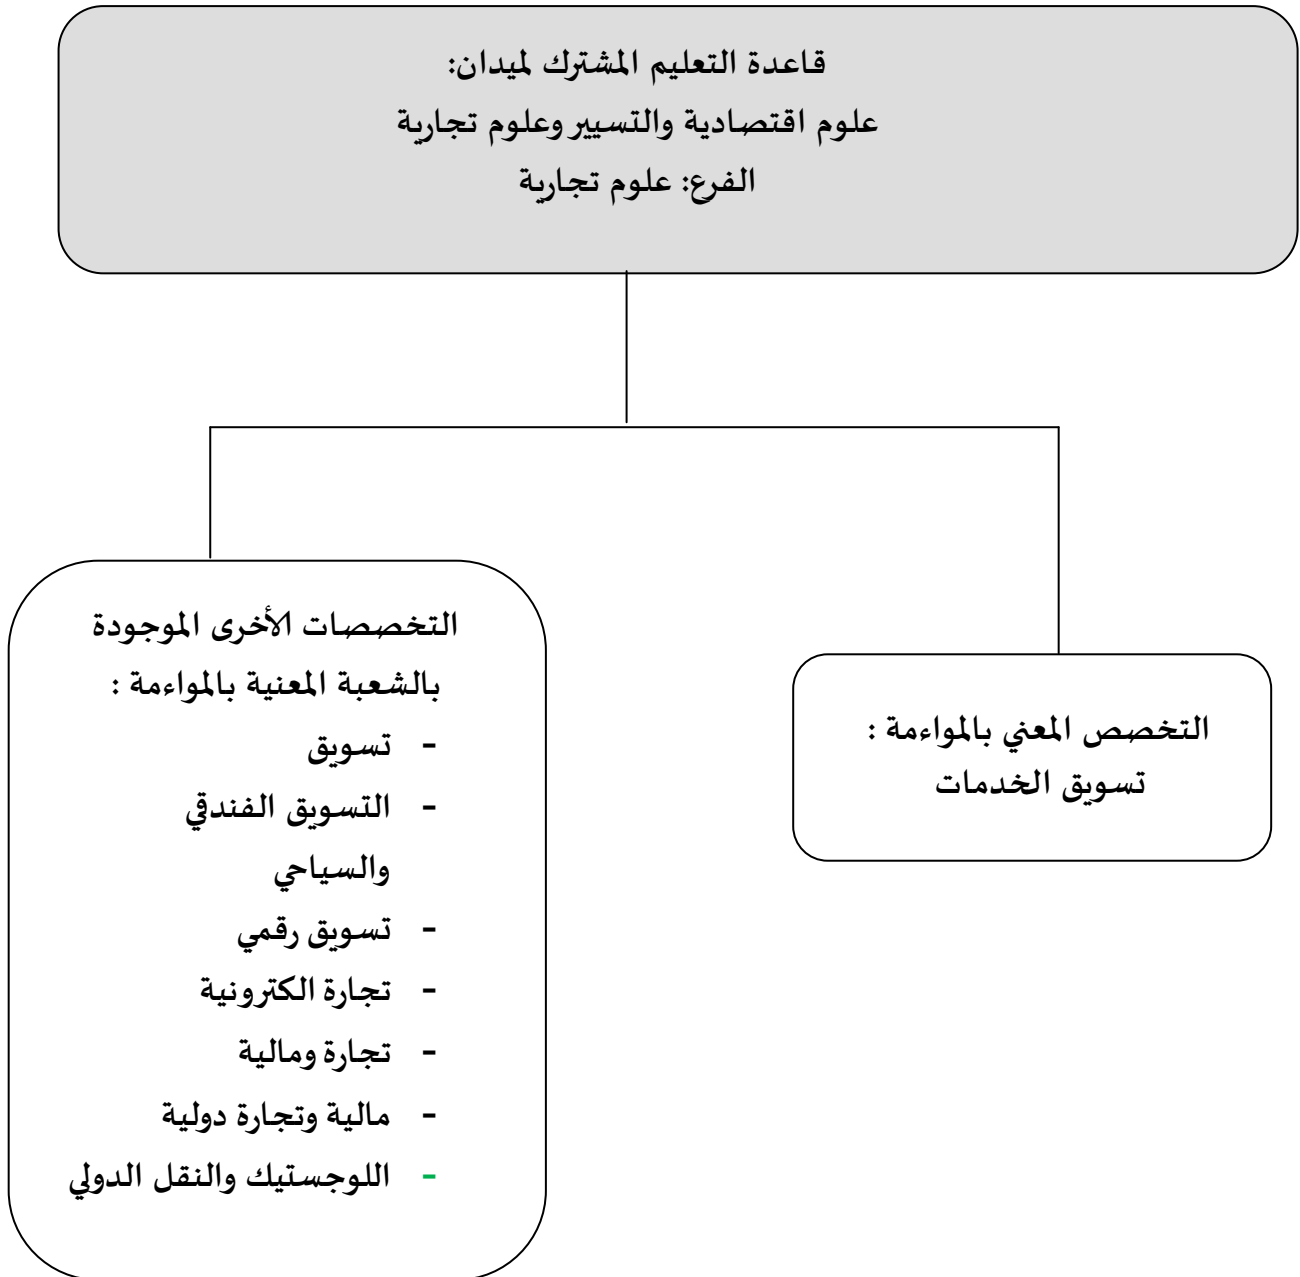 قاعدة التعليم المشترك لميدان:
علوم اقتصادية والتسيير وعلوم تجارية
الفرع: علوم تجارية
التخصص المعني بالمواءمة :
تسويق الخدمات
التخصصات الأخرى الموجودة
بالشعبة المعنية بالمواءمة :
- تسويق
- التسويق الفندقي
والسياحي
- تسويق رقمي
- تجارة الكترونية
- تجارة ومالية
- مالية وتجارة دولية
- اللوجستيك والنقل الدولي